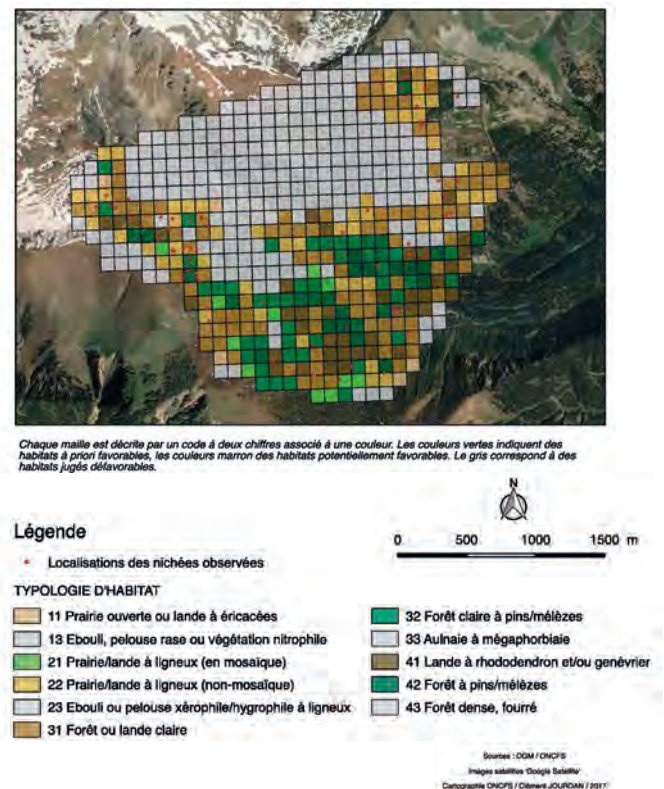 Chaque maille est décrite par un code à deux chiffres associé à une couleur. Les couleurs vertes indiquent des
habitats à priori favorables, les couleurs marron des habitats potentiellement favorables. Le gris correspond à des
habitats jugés défavorables.
N
Légende
0 500 1000 1500 m
Localisations des nichées observées
TYPOLOGIE D'HABITAT
11 Prairie ouverte ou lande à éricacées
13 Ebouli, pelouse rase ou végétation nitrophile
21 Prairie/lande à ligneux (en mosaïque)
22 Prairie/lande à ligneux (non-mosaïque)
23 Ebouli ou pelouse xérophile/hygrophile à ligneux
31 Forêt ou lande claire
32 Forêt claire à pins/mélèzes
33 Aulnaie à mégaphorbiaie
41 Lande à rhododendron et/ou genévrier
42 Forêt à pins/mélèzes
43 Forêt dense, fourré
Sources : OGM / ONCFS
Images satellites 'Google Satellite'
Cartographie ONCFS / Clément JOURDAN / 2017